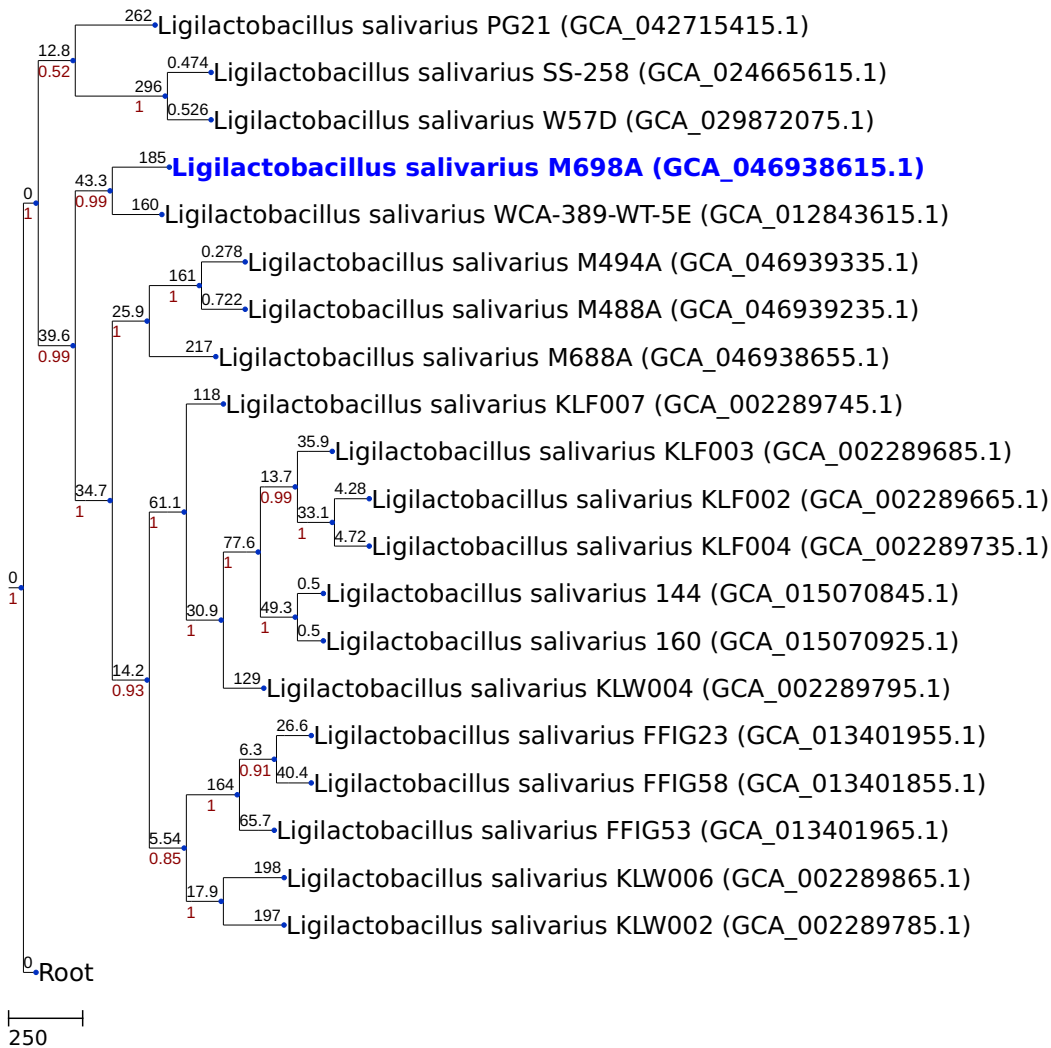 262
Ligilactobacillus salivarius PG21 (GCA_042715415.1)
12.8
0.52
0.474
Ligilactobacillus salivarius SS-258 (GCA_024665615.1)
296
1
0.526
Ligilactobacillus salivarius W57D (GCA_029872075.1)
185
Ligilactobacillus salivarius M698A (GCA_046938615.1)
43.3
0.99
0
1
160
Ligilactobacillus salivarius WCA-389-WT-5E (GCA_012843615.1)
0.278
Ligilactobacillus salivarius M494A (GCA_046939335.1)
161
1
0.722
Ligilactobacillus salivarius M488A (GCA_046939235.1)
25.9
1
39.6
0.99
217
Ligilactobacillus salivarius M688A (GCA_046938655.1)
118
Ligilactobacillus salivarius KLF007 (GCA_002289745.1)
35.9
Ligilactobacillus salivarius KLF003 (GCA_002289685.1)
13.7
0.99
34.7
1
4.28
Ligilactobacillus salivarius KLF002 (GCA_002289665.1)
61.1
1
33.1
1
4.72
Ligilactobacillus salivarius KLF004 (GCA_002289735.1)
77.6
1
0
1
0.5
Ligilactobacillus salivarius 144 (GCA_015070845.1)
30.9
1
49.3
1
0.5
Ligilactobacillus salivarius 160 (GCA_015070925.1)
14.2
0.93
129
Ligilactobacillus salivarius KLW004 (GCA_002289795.1)
26.6
Ligilactobacillus salivarius FFIG23 (GCA_013401955.1)
6.3
0.91
40.4
Ligilactobacillus salivarius FFIG58 (GCA_013401855.1)
164
1
65.7
Ligilactobacillus salivarius FFIG53 (GCA_013401965.1)
5.54
0.85
198
Ligilactobacillus salivarius KLW006 (GCA_002289865.1)
17.9
1
197
Ligilactobacillus salivarius KLW002 (GCA_002289785.1)
0
Root
250